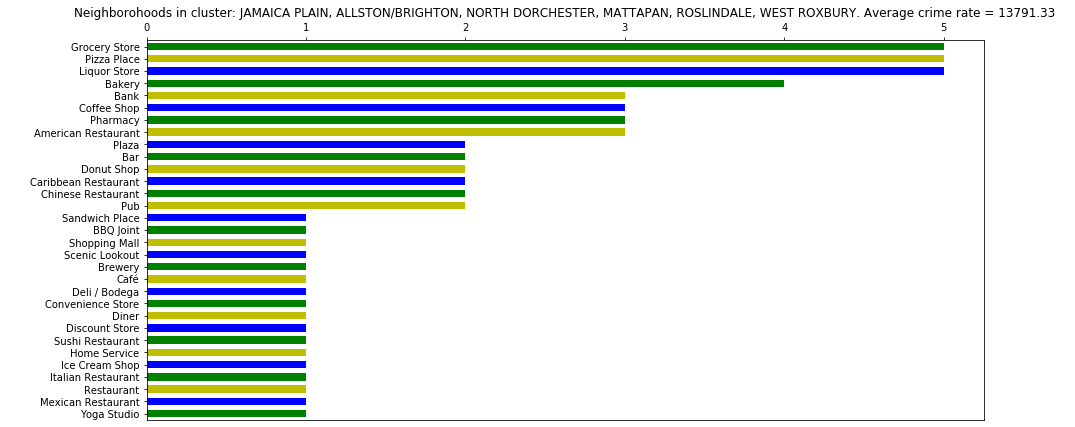 Neighborohoods in cluster: JAMAICA PLAIN, ALLSTON/BRIGHTON, NORTH DORCHESTER, MATTAPAN, ROSLINDALE, WEST ROXBURY. Average crime rate = 13791.33
0 1 2 3 4 5
Grocery Store
Pizza Place
Liquor Store
Bakery
Bank
Coffee Shop
Pharmacy
American Restaurant
Plaza
Bar
Donut Shop
Caribbean Restaurant
Chinese Restaurant
Pub
Sandwich Place
BBQ Joint
Shopping Mall
Scenic Lookout
Brewery
Café
Deli / Bodega
Convenience Store
Diner
Discount Store
Sushi Restaurant
Home Service
Ice Cream Shop
Italian Restaurant
Restaurant
Mexican Restaurant
Yoga Studio